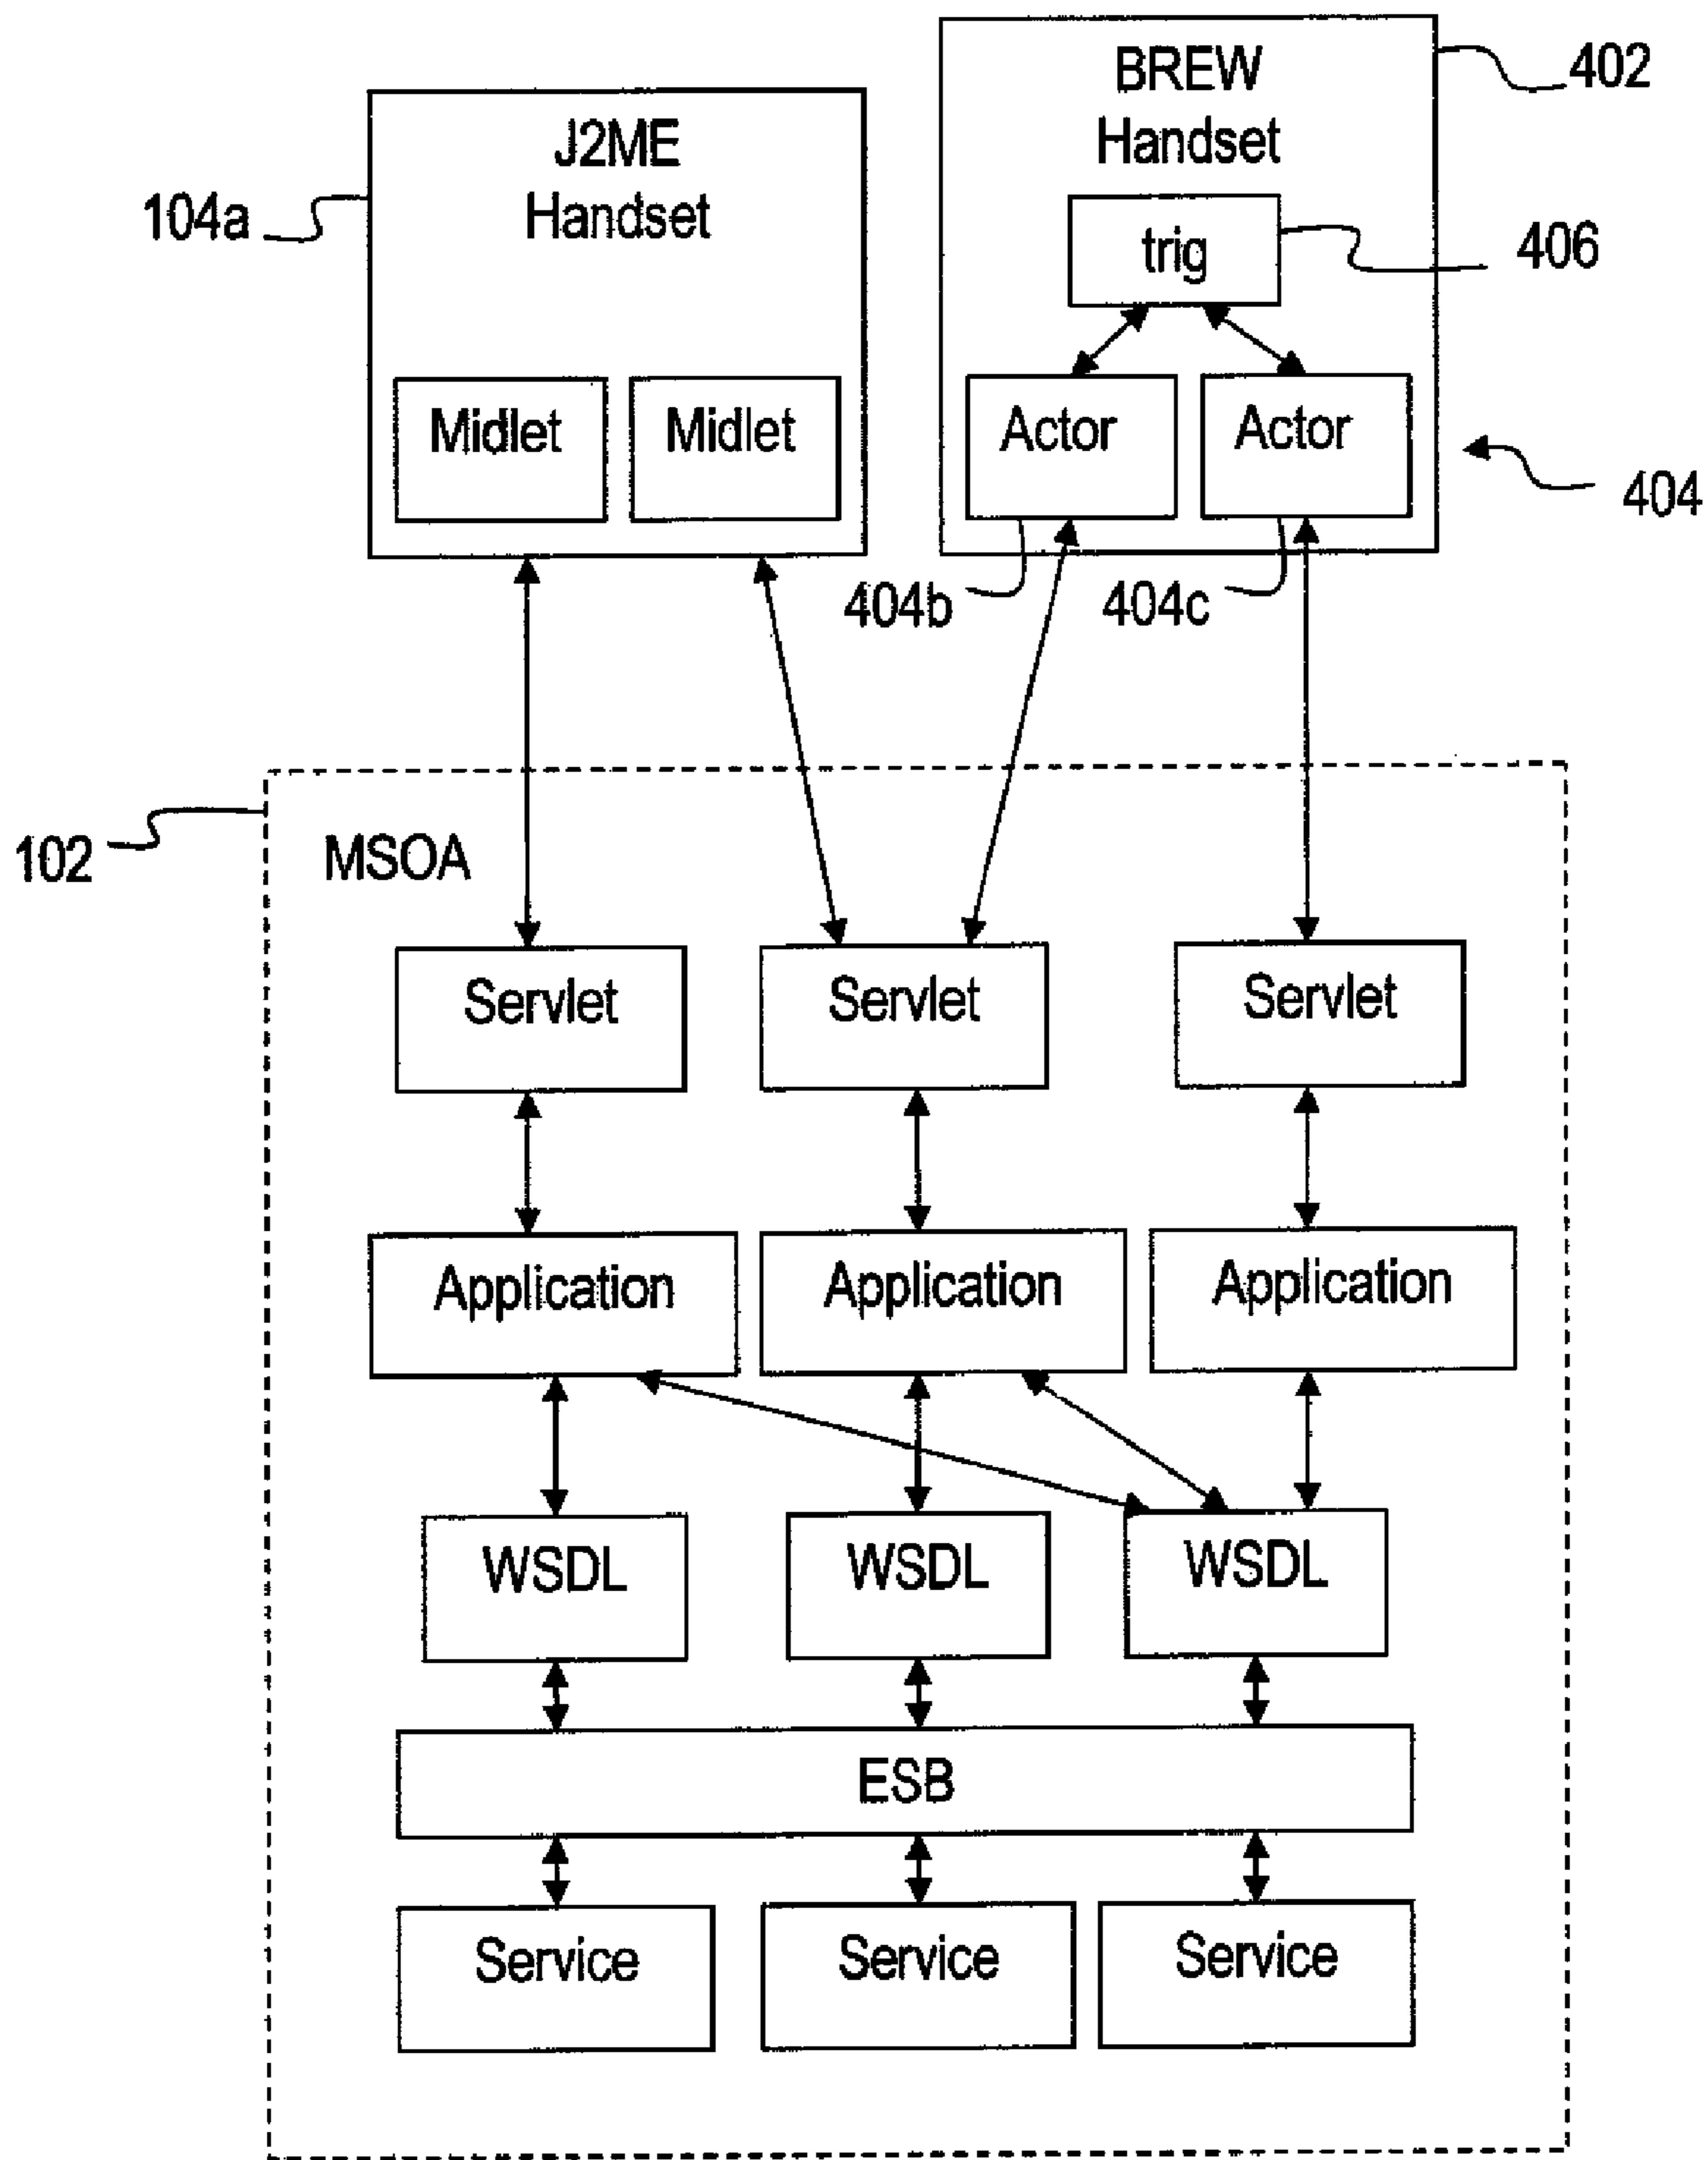 BREW
Handset
402
J2ME
Handset
104a
trig
406
Midlet
Midlet
Actor
Actor
404
404b
404c
102
MSOA
Servlet
Servlet
Servlet
Application
Application
Application
WSDL
WSDL
WSDL
ESB
Service
Service
Service